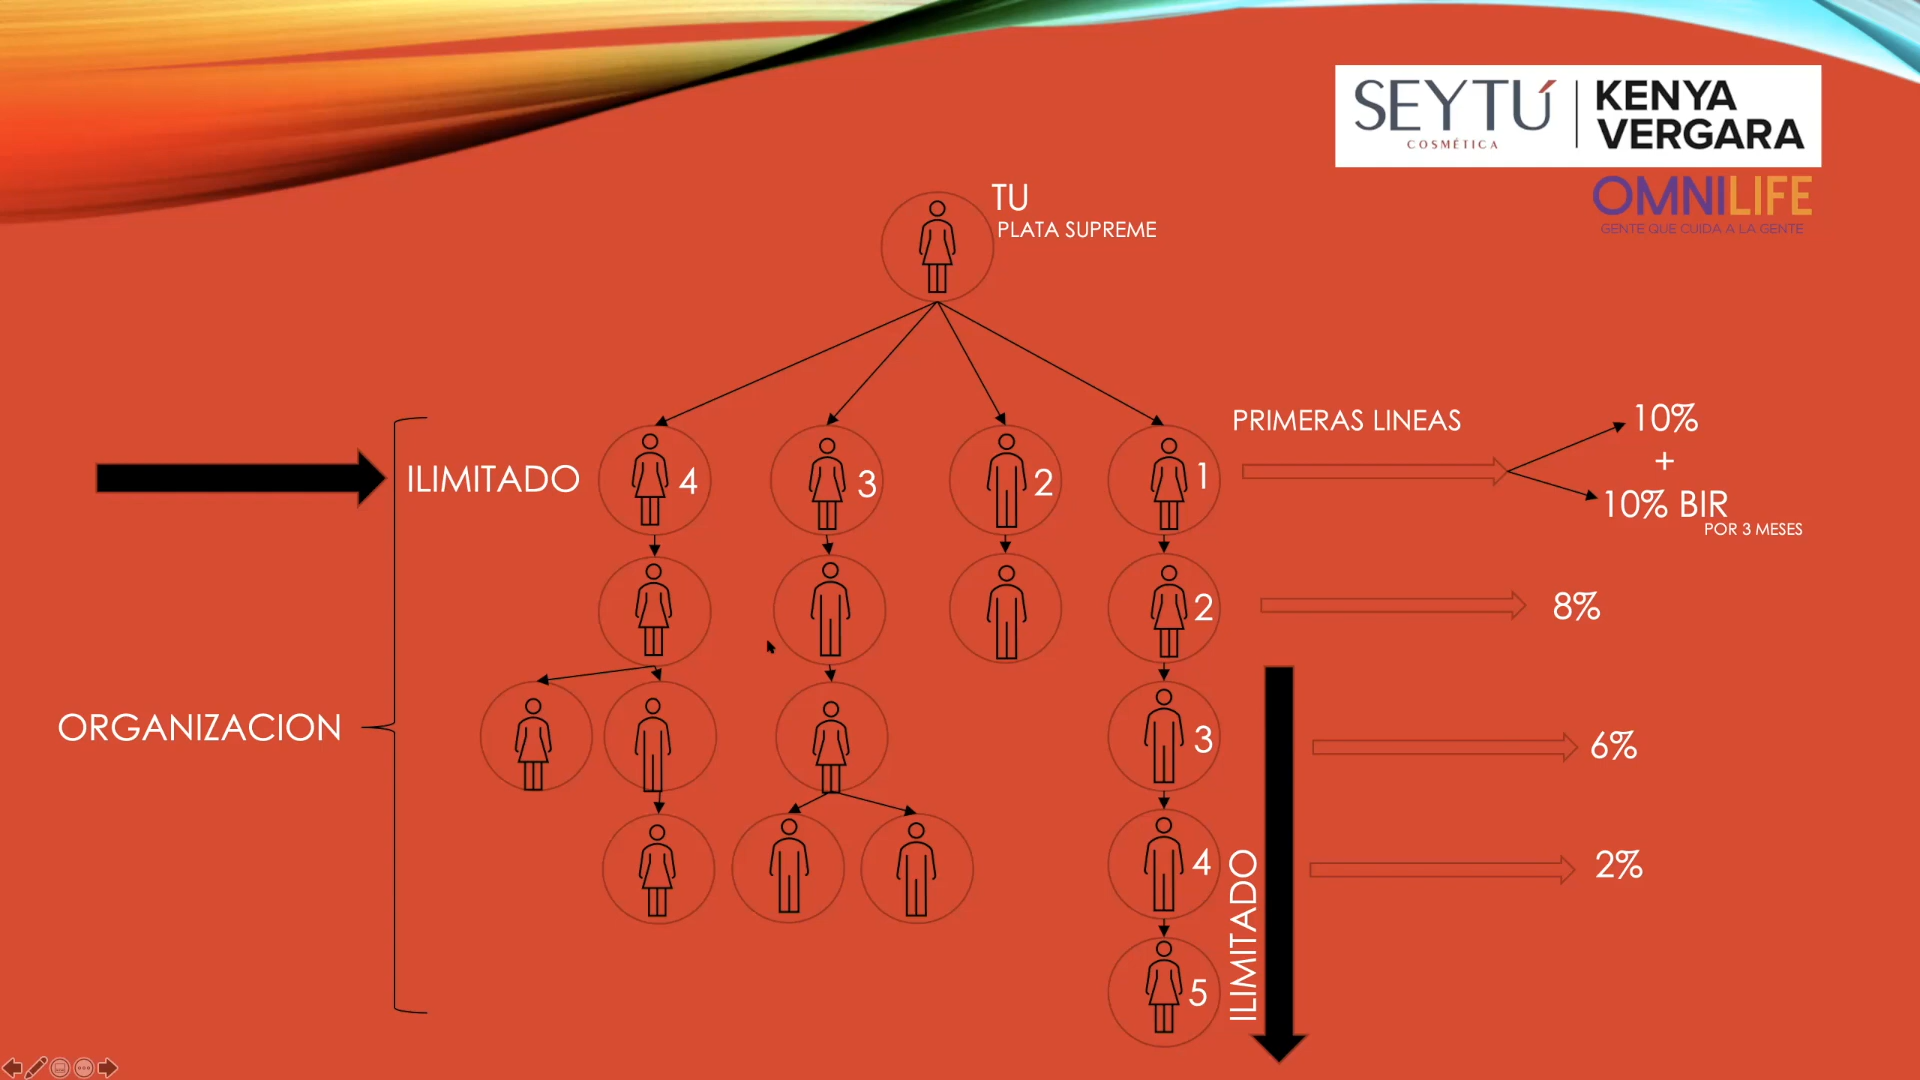 SEYTÚ
COSMÉTICA
KENYA
VERGARA
OMNILIFE
GENTE QUE CUIDA A LA GENTE
TU
PLATA SUPREME
PRIMERAS LINEAS
10%
+
10% BIR
POR 3 MESES
ILIMITADO
4
3
2
1
2
8%
ORGANIZACION
3
6%
4
2%
ILIMITADO
5